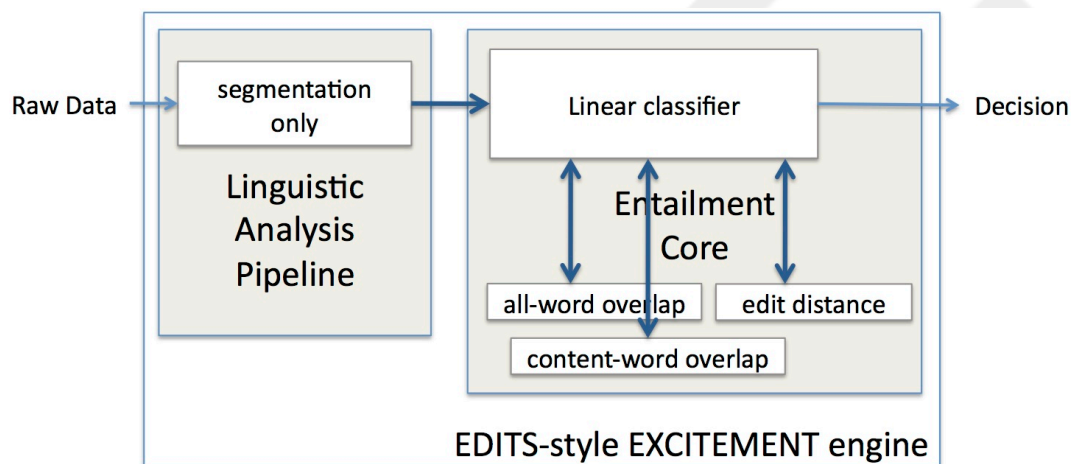 Raw Data
segmentation
only
Linguistic
Analysis
Pipeline
Linear classifier
Decision
Entailment
Core
all-word overlap
edit distance
content-word overlap
EDITS-style EXCITEMENT engine